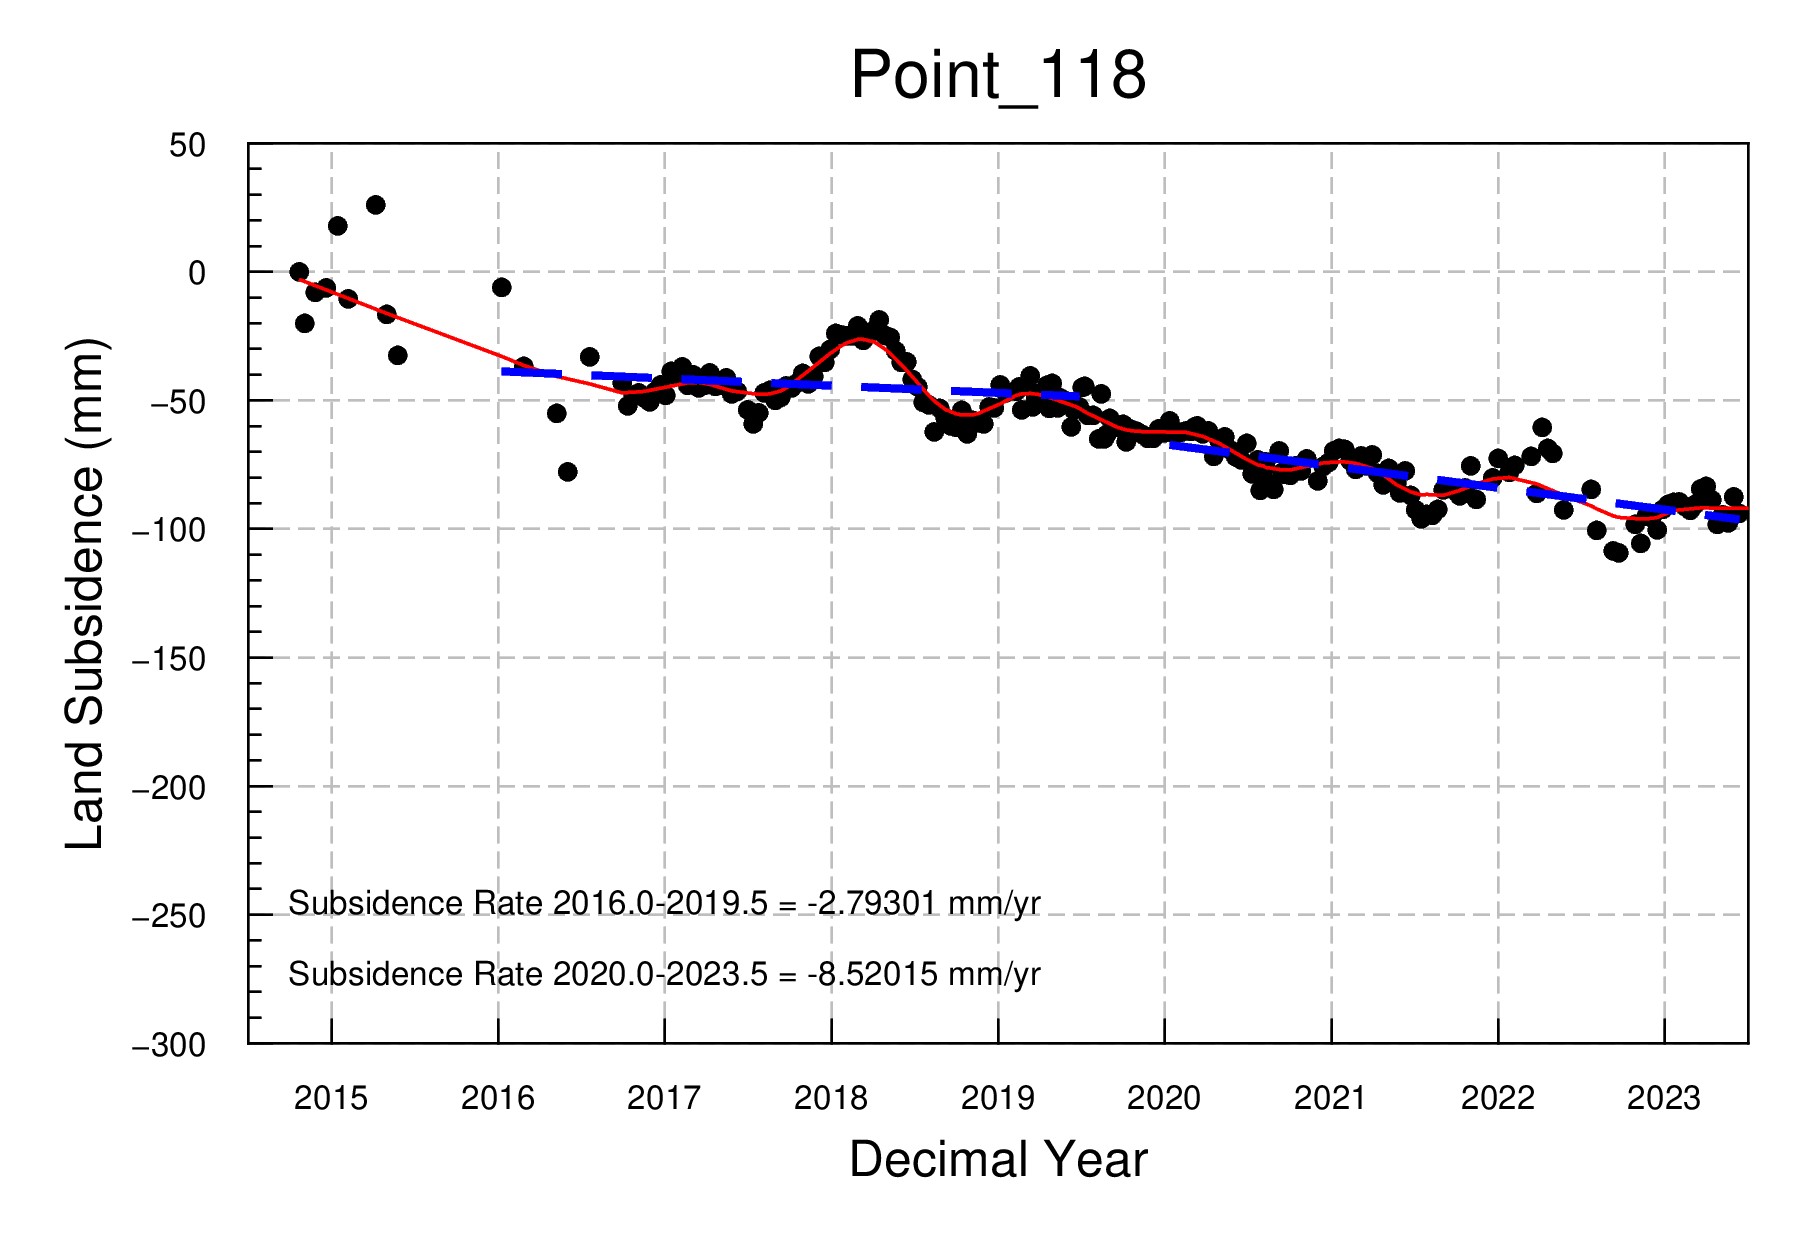 Point_118
50
0
−50
−100
−150
−200
−250
−300
Land Subsidence (mm)
Subsidence Rate 2016.0-2019.5 = -2.79301 mm/yr
Subsidence Rate 2020.0-2023.5 = -8.52015 mm/yr
2015 2016 2017 2018 2019 2020 2021 2022 2023
Decimal Year